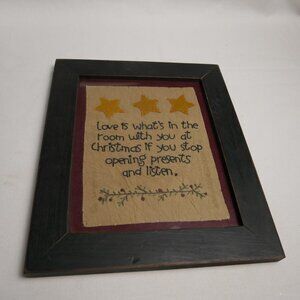 Love is what's in the
room with you at
Christmas if you stop
opening presents
and listen.